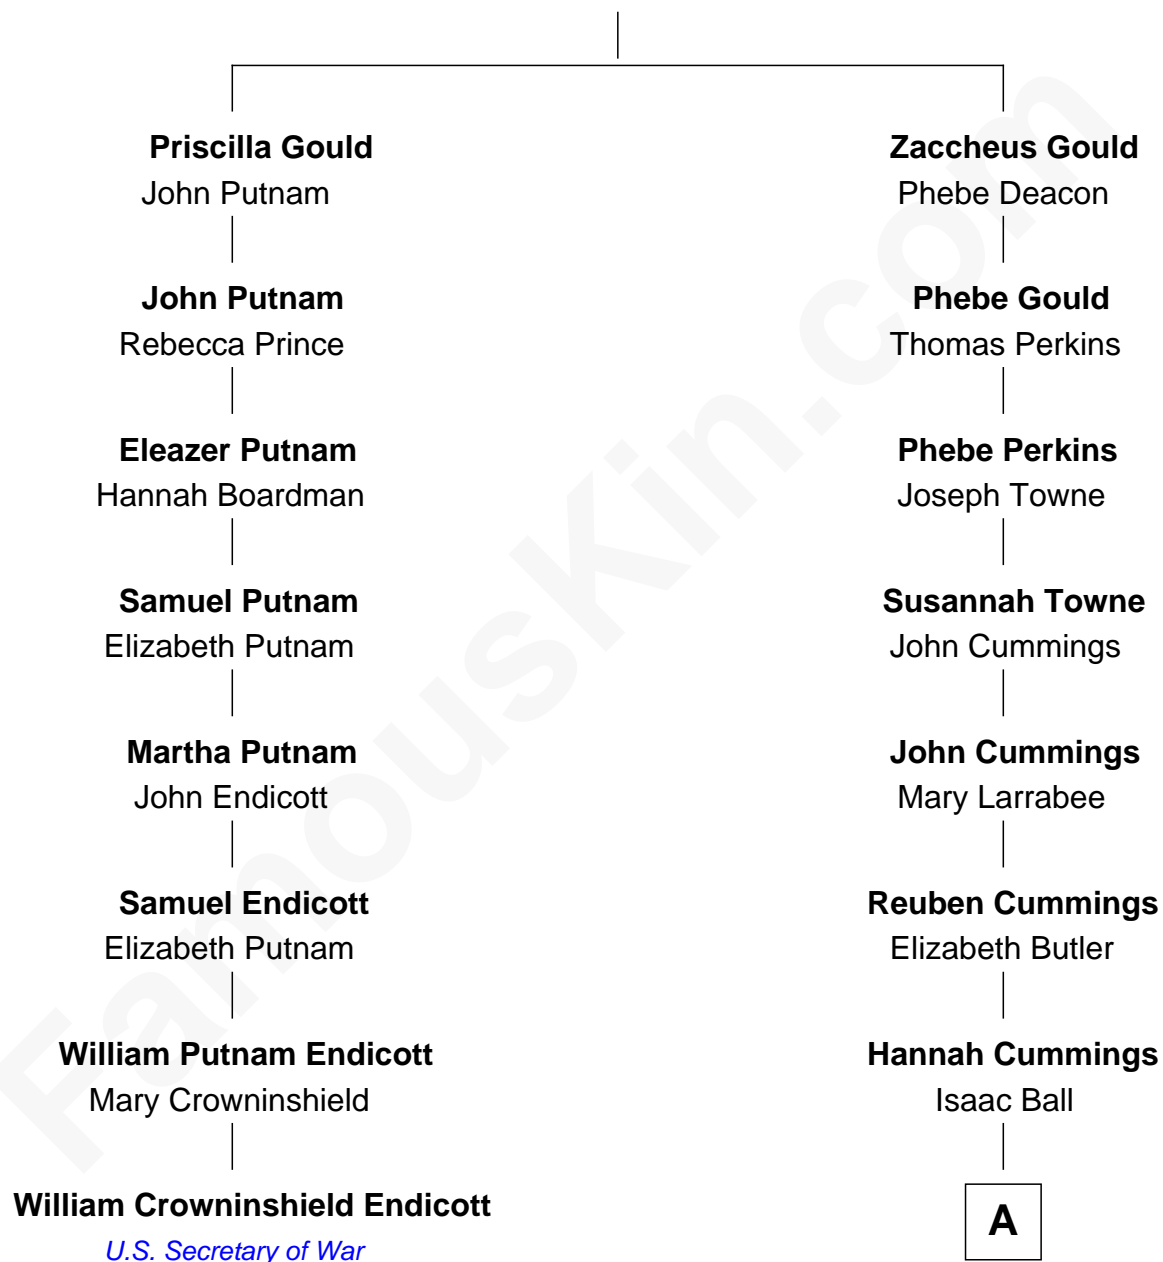 Priscilla Gould
John Putnam
John Putnam
Rebecca Prince
Eleazer Putnam
Hannah Boardman
Samuel Putnam
Elizabeth Putnam
Martha Putnam
John Endicott
Samuel Endicott
Elizabeth Putnam
William Putnam Endicott
Mary Crowninshield
William Crowninshield Endicott
U.S. Secretary of War
Zaccheus Gould
Phebe Deacon
Phebe Gould
Thomas Perkins
Phebe Perkins
Joseph Towne
Susannah Towne
John Cummings
John Cummings
Mary Larrabee
Reuben Cummings
Elizabeth Butler
Hannah Cummings
Isaac Ball
A
FamousKin.com